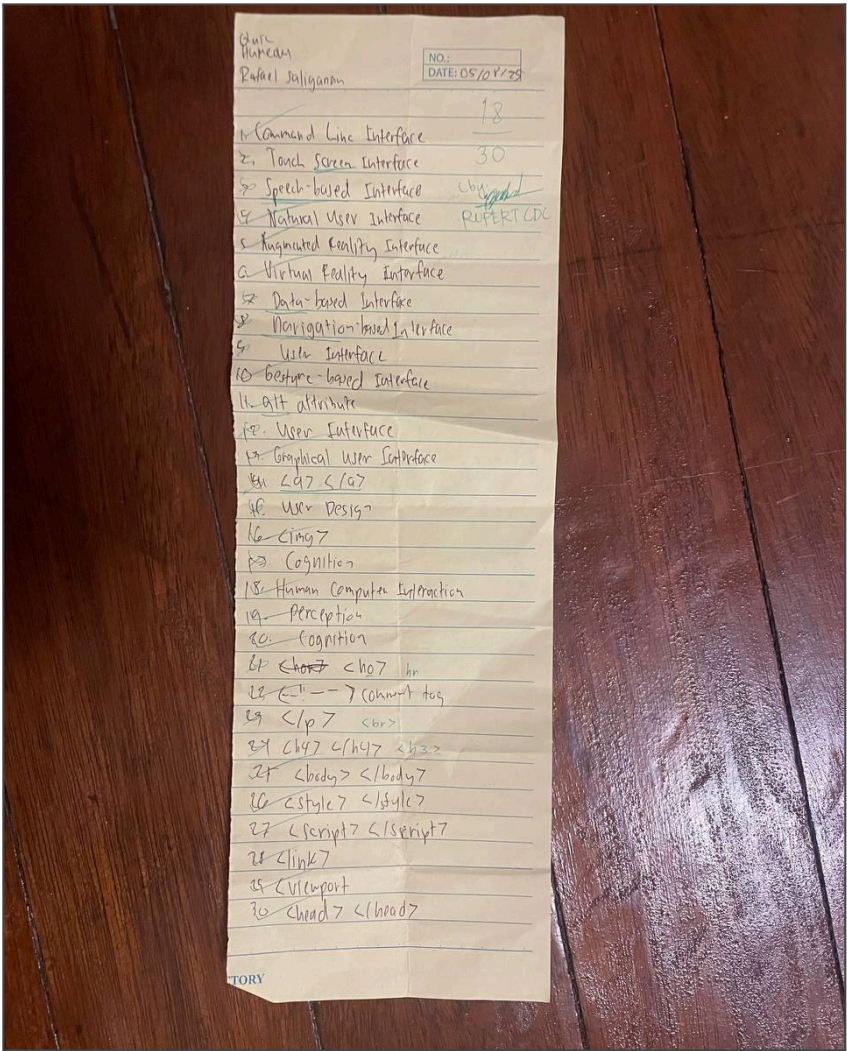 Quiz
Rafael Saliganan
NO.:
DATE: 05/08/25
18
30
1. Command Line Interface
2. Touch Screen Interface
3. Speech-based Interface
cby
RUPERT CDC
4. Natural User Interface
5. Augmented Reality Interface
6. Virtual Reality Interface
7. Data-based Interface
8. Navigation-based Interface
9. User Interface
10. Gesture-based Interface
11. alt attribute
12. User Interface
13. Graphical User Interface
14. <a> </a>
15. User Design
16. <img>
17. Cognition
18. Human Computer Interaction
19. Perception
20. Cognition
21. <ho> hr
22. <--!--> comment tag
23 </p> <br>
24 <h4> </h4> <h3>
25 <body> </body>
26 <style> </style>
27 <script> </script>
28 <link>
29 <viewport
30 <head> </head>
TORY